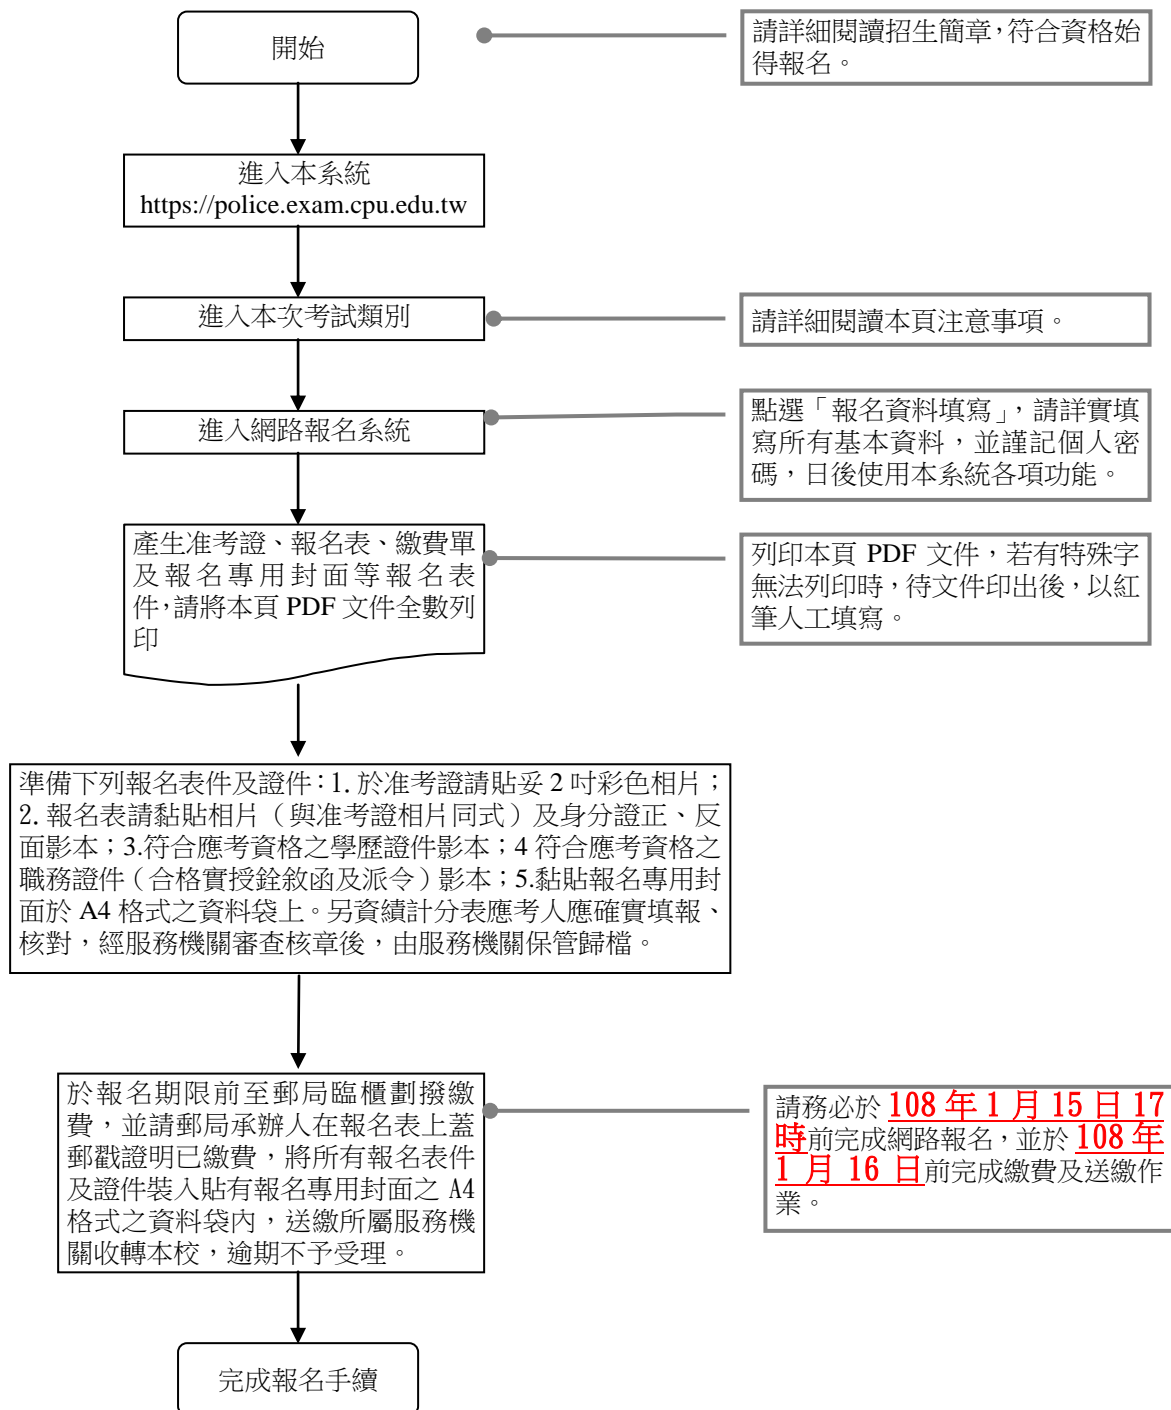 開始
請詳細閱讀招生簡章，符合資格始
得報名。
進入本系統
https://police.exam.cpu.edu.tw
進入本次考試類別
請詳細閱讀本頁注意事項。
進入網路報名系統
點選「報名資料填寫」，請詳實填
寫所有基本資料，並謹記個人密
碼，日後使用本系統各項功能。
產生准考證、報名表、繳費單
及報名專用封面等報名表
件，請將本頁 PDF 文件全數列
印
列印本頁 PDF 文件，若有特殊字
無法列印時，待文件印出後，以紅
筆人工填寫。
準備下列報名表件及證件：1. 於准考證請貼妥 2 吋彩色相片；
2. 報名表請黏貼相片（與准考證相片同式）及身分證正、反
面影本；3.符合應考資格之學歷證件影本；4 符合應考資格之
職務證件（合格實授銓敘函及派令）影本；5.黏貼報名專用封
面於 A4 格式之資料袋上。另資績計分表應考人應確實填報、
核對，經服務機關審查核章後，由服務機關保管歸檔。
於報名期限前至郵局臨櫃劃撥繳
費，並請郵局承辦人在報名表上蓋
郵戳證明已繳費，將所有報名表件
及證件裝入貼有報名專用封面之 A4
格式之資料袋內，送繳所屬服務機
關收轉本校，逾期不予受理。
請務必於 108 年 1 月 15 日 17
時前完成網路報名，並於 108 年
1 月 16 日前完成繳費及送繳作
業。
完成報名手續